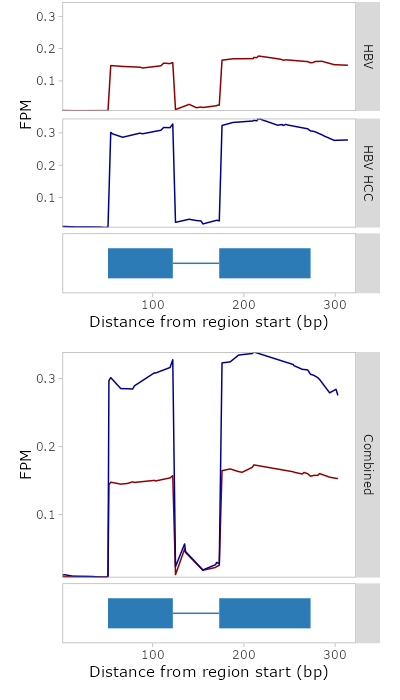 0.3
0.2
0.1
HBV
FPM
0.3
0.2
0.1
HBV HCC
100
200
300
Distance from region start (bp)
0.3
0.2
0.1
FPM
Combined
100
200
300
Distance from region start (bp)